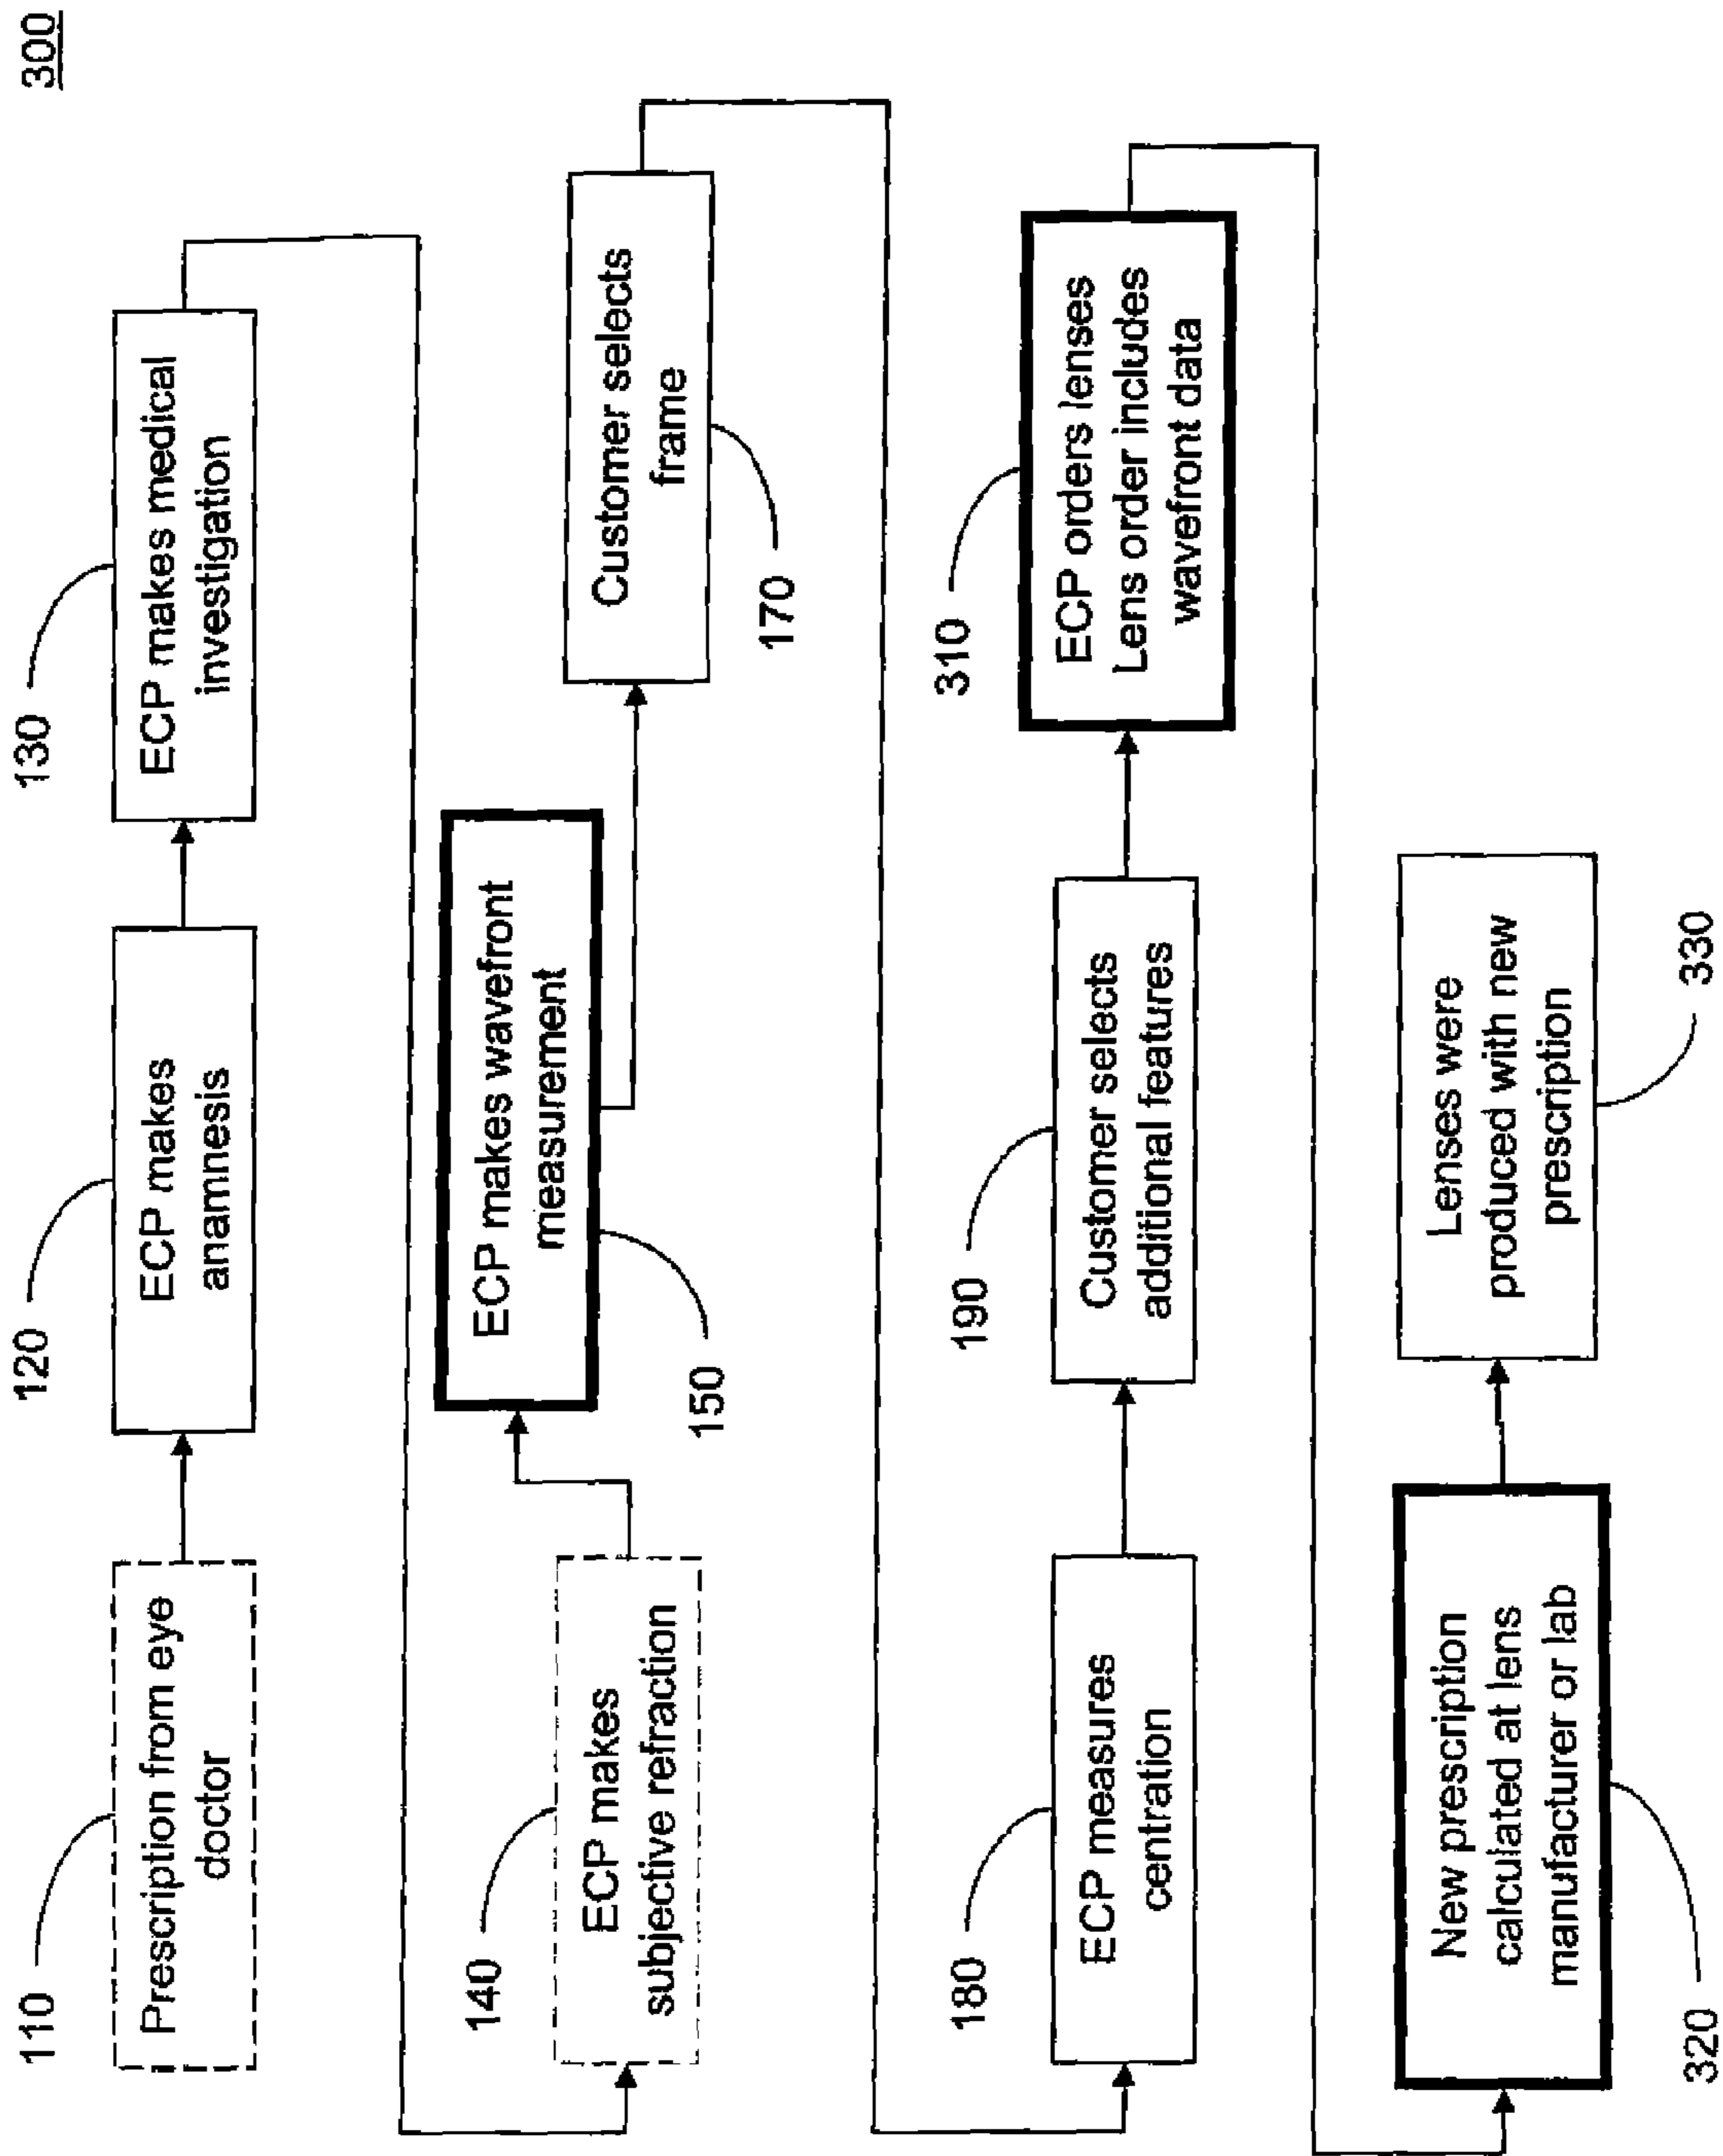 300
110
Prescription from eye
doctor
120
ECP makes
anamnesis
130
ECP makes medical
investigation
140
ECP makes
subjective refraction
ECP makes wavefront
measurement
150
Customer selects
frame
170
180
ECP measures
centration
190
Customer selects
additional features
310
ECP orders lenses
Lens order includes
wavefront data
New prescription
calculated at lens
manufacturer or lab
320
Lenses were
produced with new
prescription
330